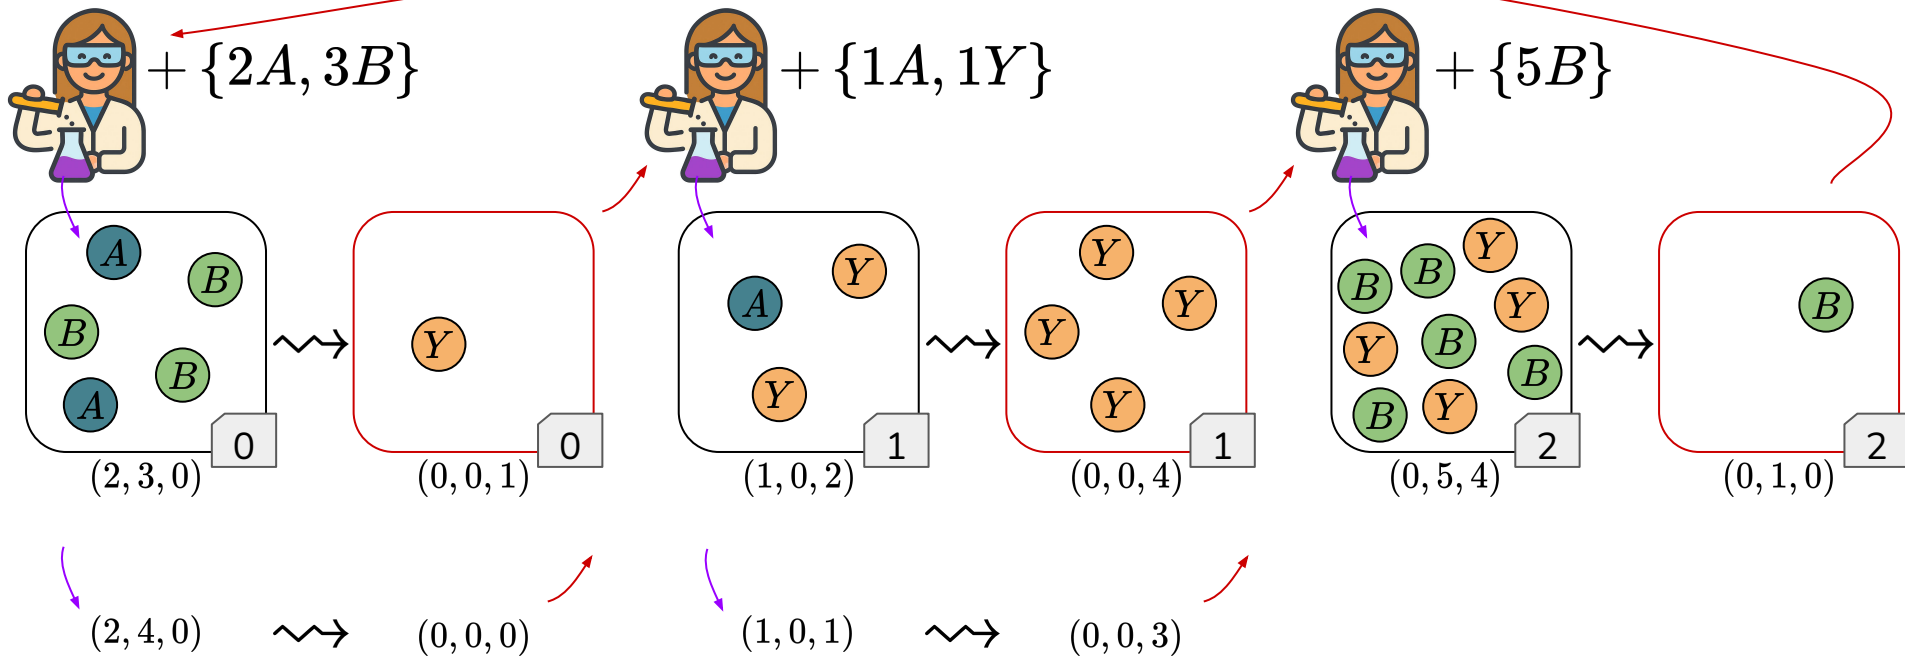 + {2A, 3B} + {1A, 1Y} + {5B}
A B B B A 0
Y 0
A Y Y 1
Y Y Y Y 1
Y B B Y Y B B B Y 2
B 2
(2, 3, 0) (0, 0, 1) (1, 0, 2) (0, 0, 4) (0, 5, 4) (0, 1, 0)
(2, 4, 0) (0, 0, 0) (1, 0, 1) (0, 0, 3)